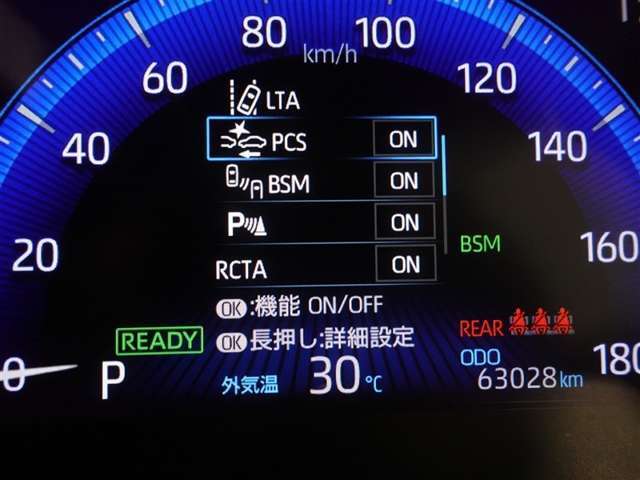 80
100
km/h
60
120
LTA
40
PCS ON
140
BSM ON
P ON
20
BSM
160
RCTA ON
OK:機能 ON/OFF
REAR
READY
OK長押し:詳細設定
ODO
0
P
外気温 30℃
63028 km
180